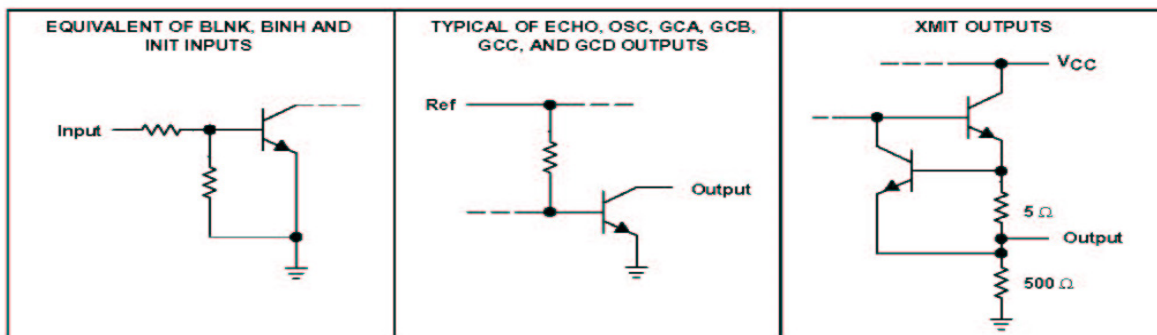 EQUIVALENT OF BLNK, BINH AND
INIT INPUTS
Input
TYPICAL OF ECHO, OSC, GCA, GCB,
GCC, AND GCD OUTPUTS
Ref
Output
XMIT OUTPUTS
VCC
5 Ω
Output
500 Ω